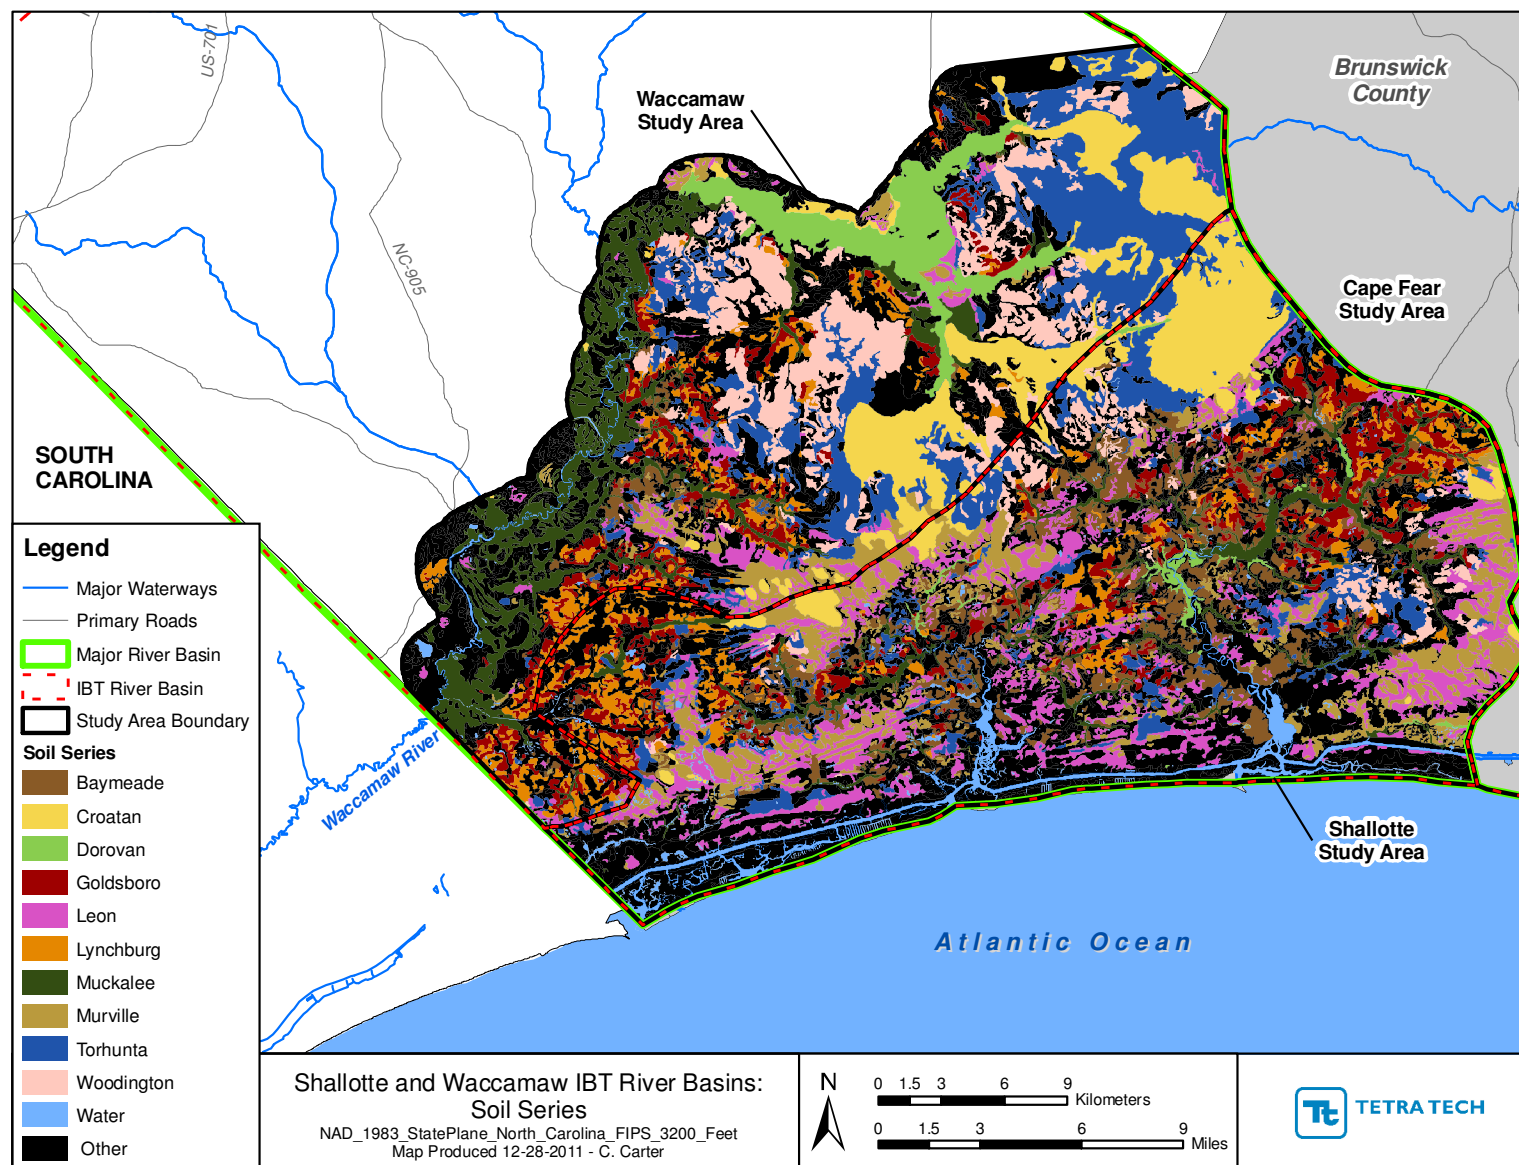 US-701
NC-905
Waccamaw
Study Area
Brunswick
County
Cape Fear
Study Area
SOUTH
CAROLINA
Waccamaw River
Shallotte
Study Area
Atlantic Ocean
Legend
Major Waterways
Primary Roads
Major River Basin
IBT River Basin
Study Area Boundary
Soil Series
Baymeade
Croatan
Dorovan
Goldsboro
Leon
Lynchburg
Muckalee
Murville
Torhunta
Woodington
Water
Other
Shallotte and Waccamaw IBT River Basins:
Soil Series
NAD_1983_StatePlane_North_Carolina_FIPS_3200_Feet
Map Produced 12-28-2011 - C. Carter
N
0 1.5 3 6 9
Kilometers
0 1.5 3 6 9
Miles
Tt TETRA TECH